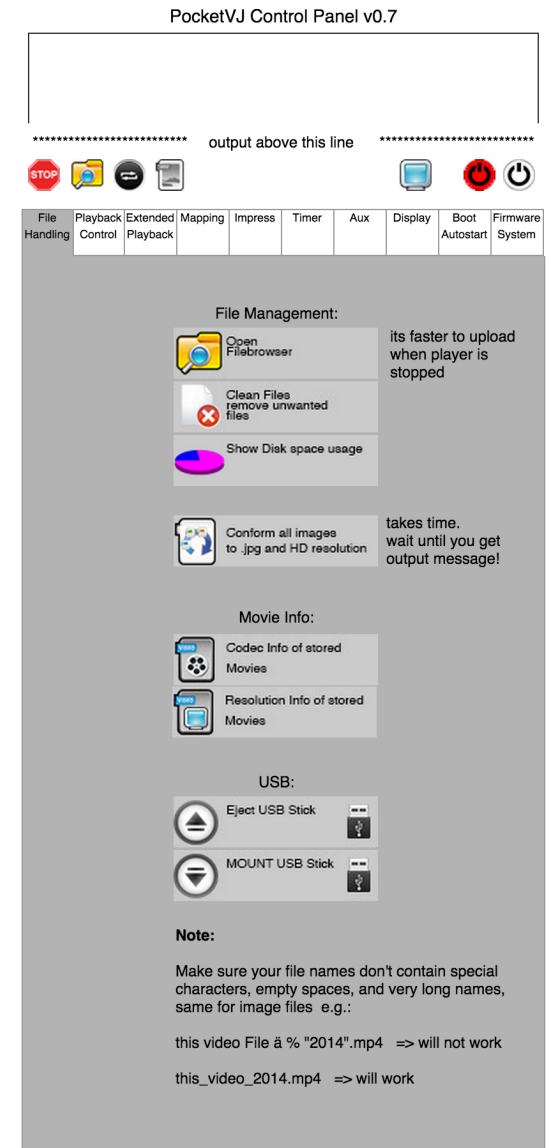 PocketVJ Control Panel v0.7
************************** output above this line **************************
STOP
File Handling
Playback Control
Extended Playback
Mapping
Impress
Timer
Aux
Display
Boot Autostart
Firmware System
File Management:
Open
Filebrowser
its faster to upload
when player is
stopped
Clean Files
remove unwanted
files
Show Disk space usage
Conform all images
to .jpg and HD resolution
takes time.
wait until you get
output message!
Movie Info:
VIDEO
Codec Info of stored
Movies
VIDEO
Resolution Info of stored
Movies
USB:
Eject USB Stick
MOUNT USB Stick
Note:
Make sure your file names don't contain special
characters, empty spaces, and very long names,
same for image files e.g.:
this video File ä % "2014".mp4 => will not work
this_video_2014.mp4 => will work